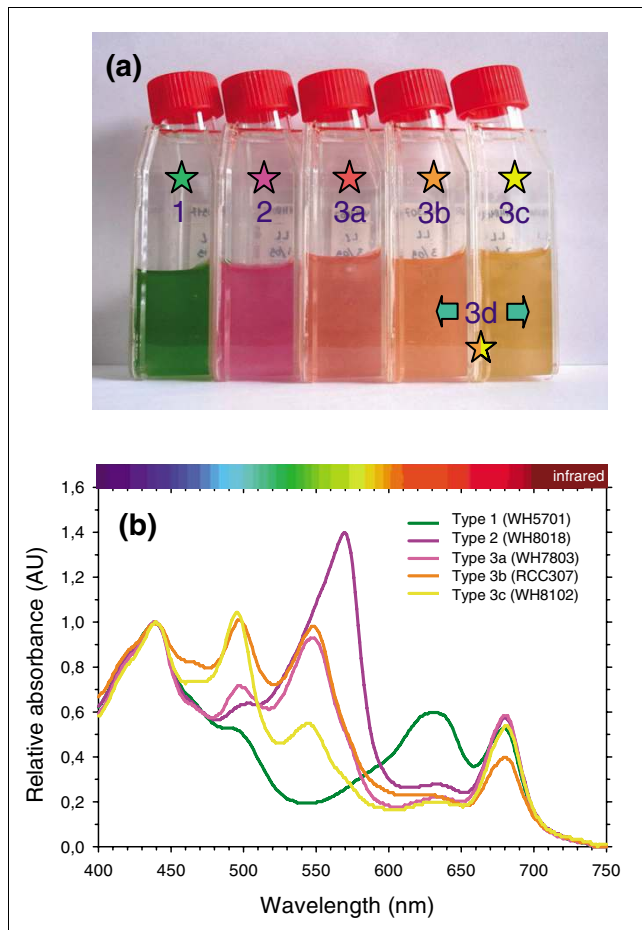 (a)
1 2 3a 3b 3c
3d
infrared
(b)
Type 1 (WH5701)
Type 2 (WH8018)
Type 3a (WH7803)
Type 3b (RCC307)
Type 3c (WH8102)
Relative absorbance (AU)
1,6
1,4
1,2
1,0
0,8
0,6
0,4
0,2
0,0
400 450 500 550 600 650 700 750
Wavelength (nm)